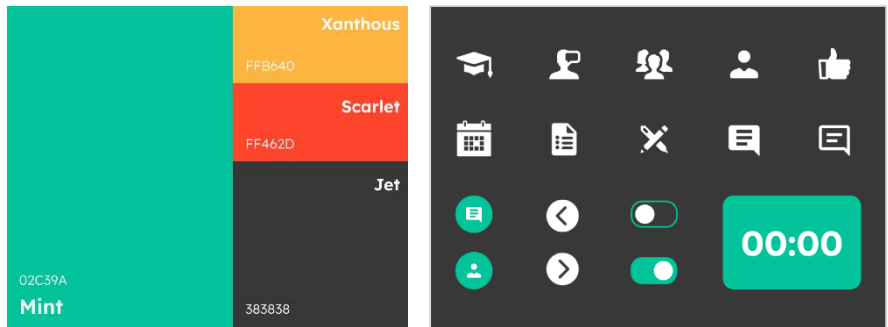 Xanthous
FFB640
Scarlet
FF462D
Jet
383838
02C39A
Mint
00:00